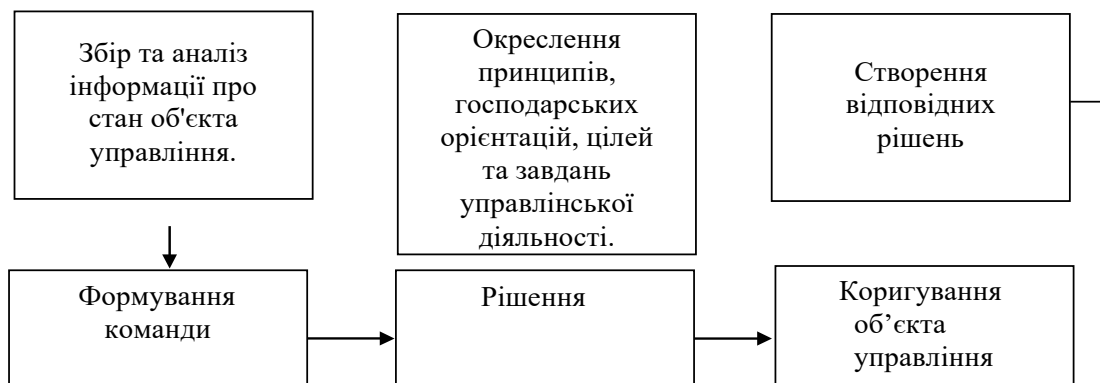 Збір та аналіз
інформації про
стан об'єкта
управління.
Окреслення
принципів,
господарських
орієнтацій, цілей
та завдань
управлінської
діяльності.
Створення
відповідних
рішень
Формування
команди
Рішення
Коригування
об’єкта
управління